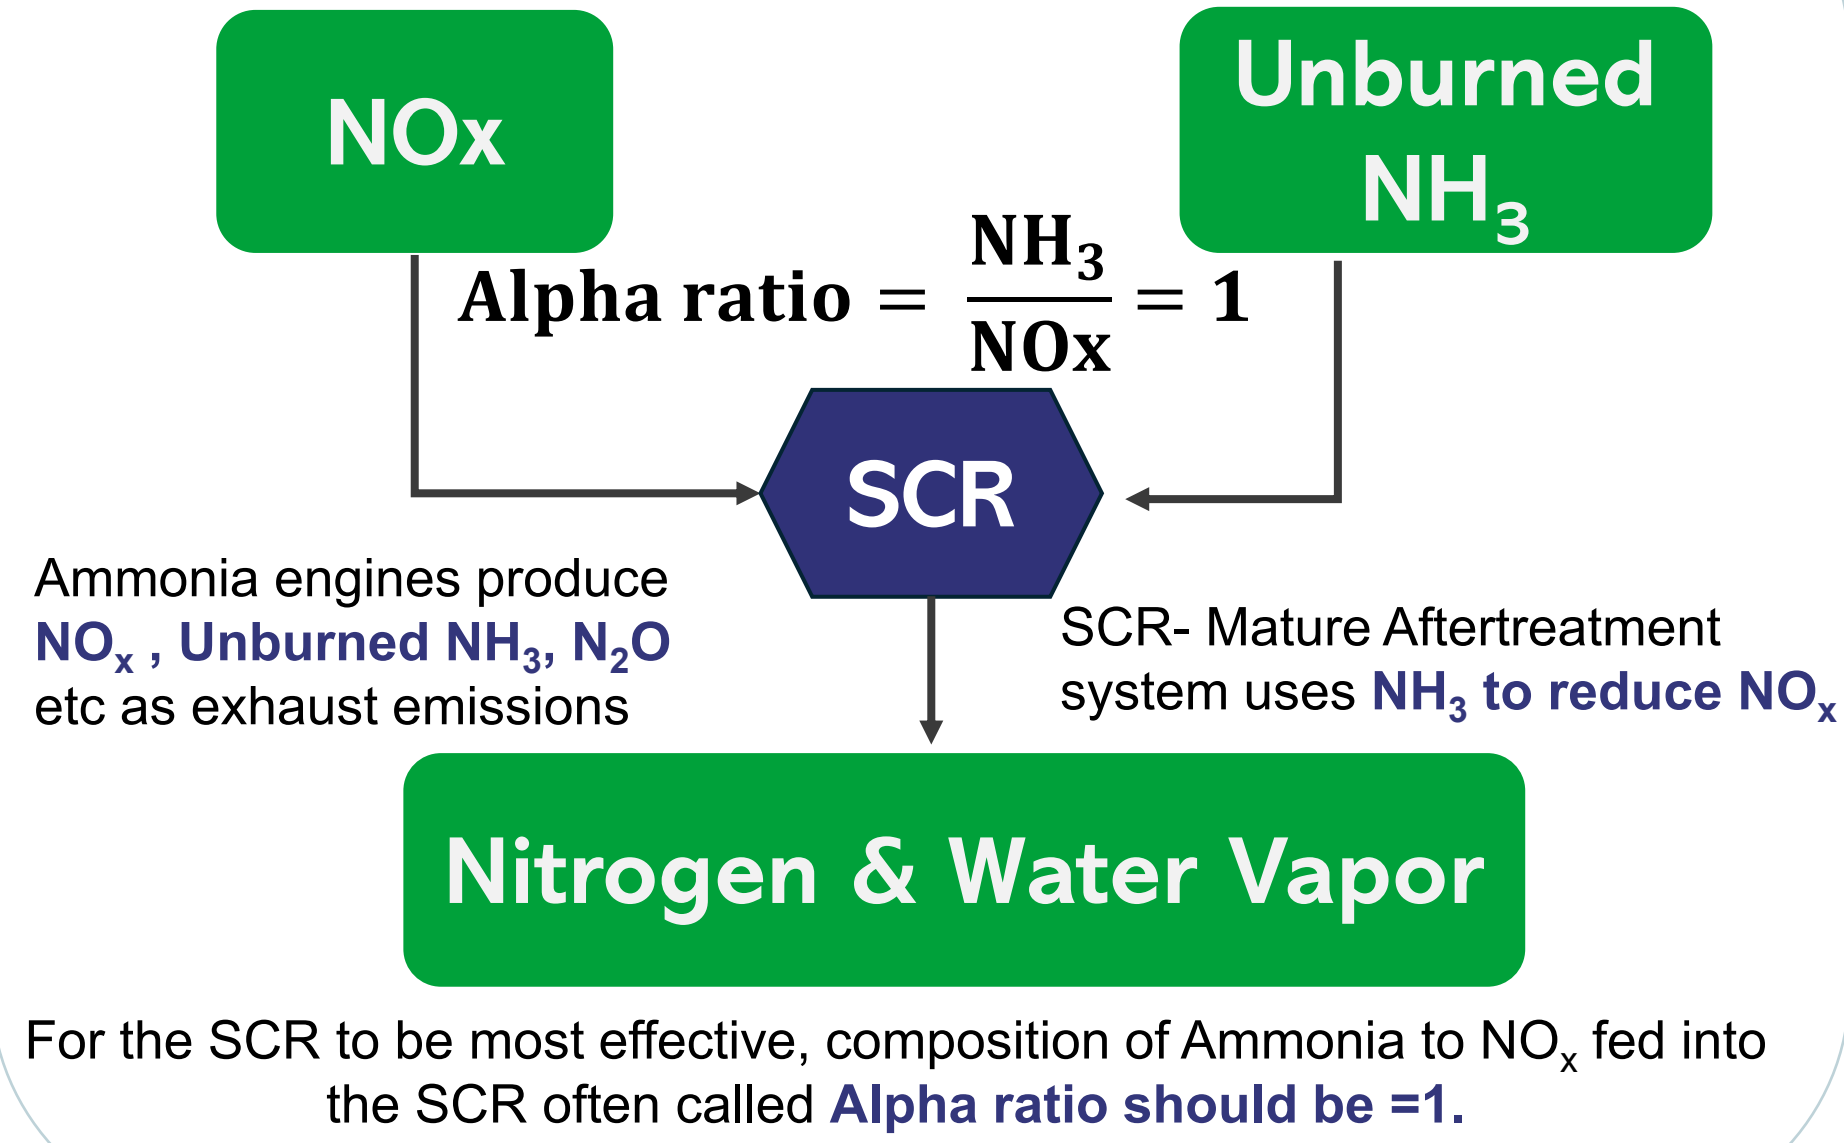 NOx
Unburned
NH₃
Alpha ratio = NH₃/NOx = 1
SCR
Ammonia engines produce
NOₓ , Unburned NH₃, N₂O
etc as exhaust emissions
SCR- Mature Aftertreatment
system uses NH₃ to reduce NOₓ
Nitrogen & Water Vapor
For the SCR to be most effective, composition of Ammonia to NOₓ fed into
the SCR often called Alpha ratio should be =1.